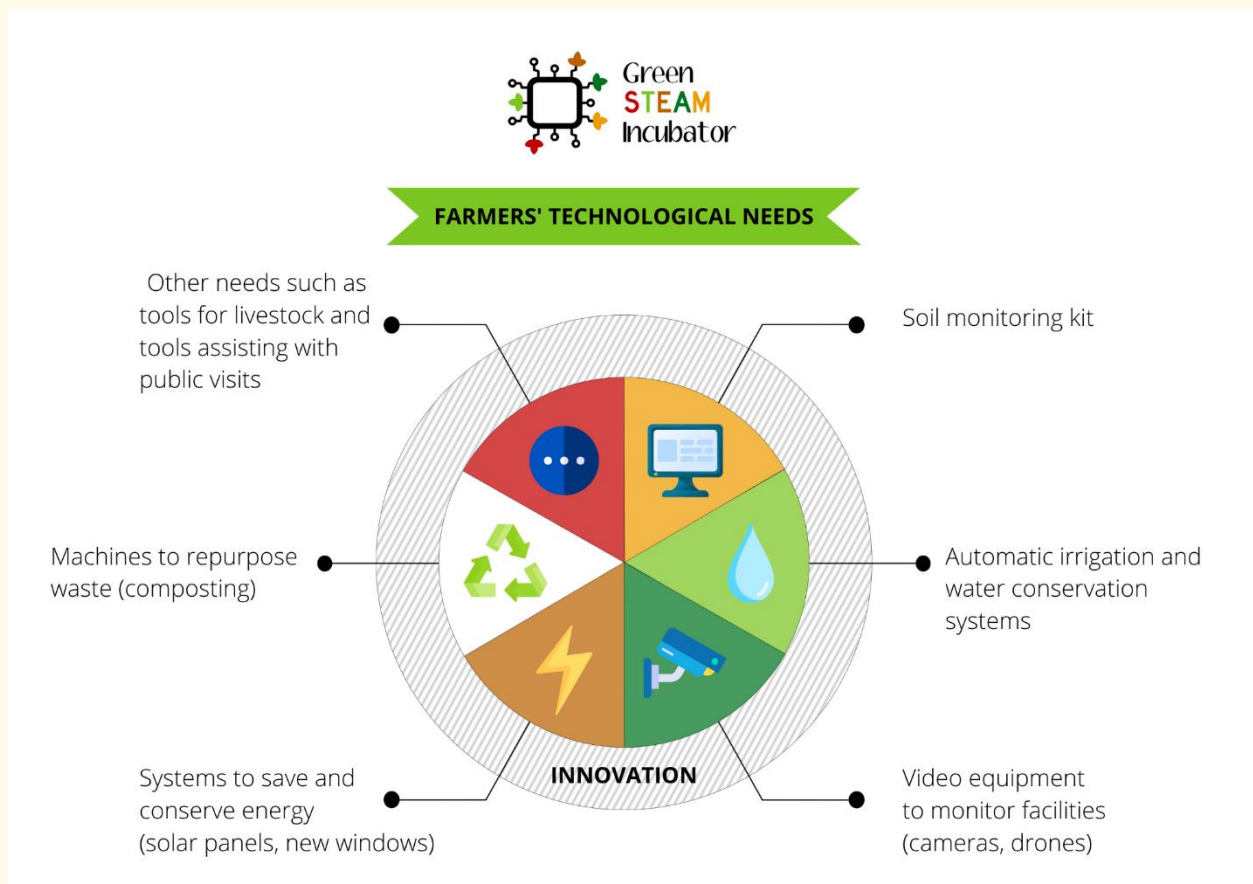 Green
STEAM
Incubator
FARMERS' TECHNOLOGICAL NEEDS
Other needs such as
tools for livestock and
tools assisting with
public visits
Soil monitoring kit
Machines to repurpose
waste (composting)
Automatic irrigation and
water conservation
systems
INNOVATION
Systems to save and
conserve energy
(solar panels, new windows)
Video equipment
to monitor facilities
(cameras, drones)